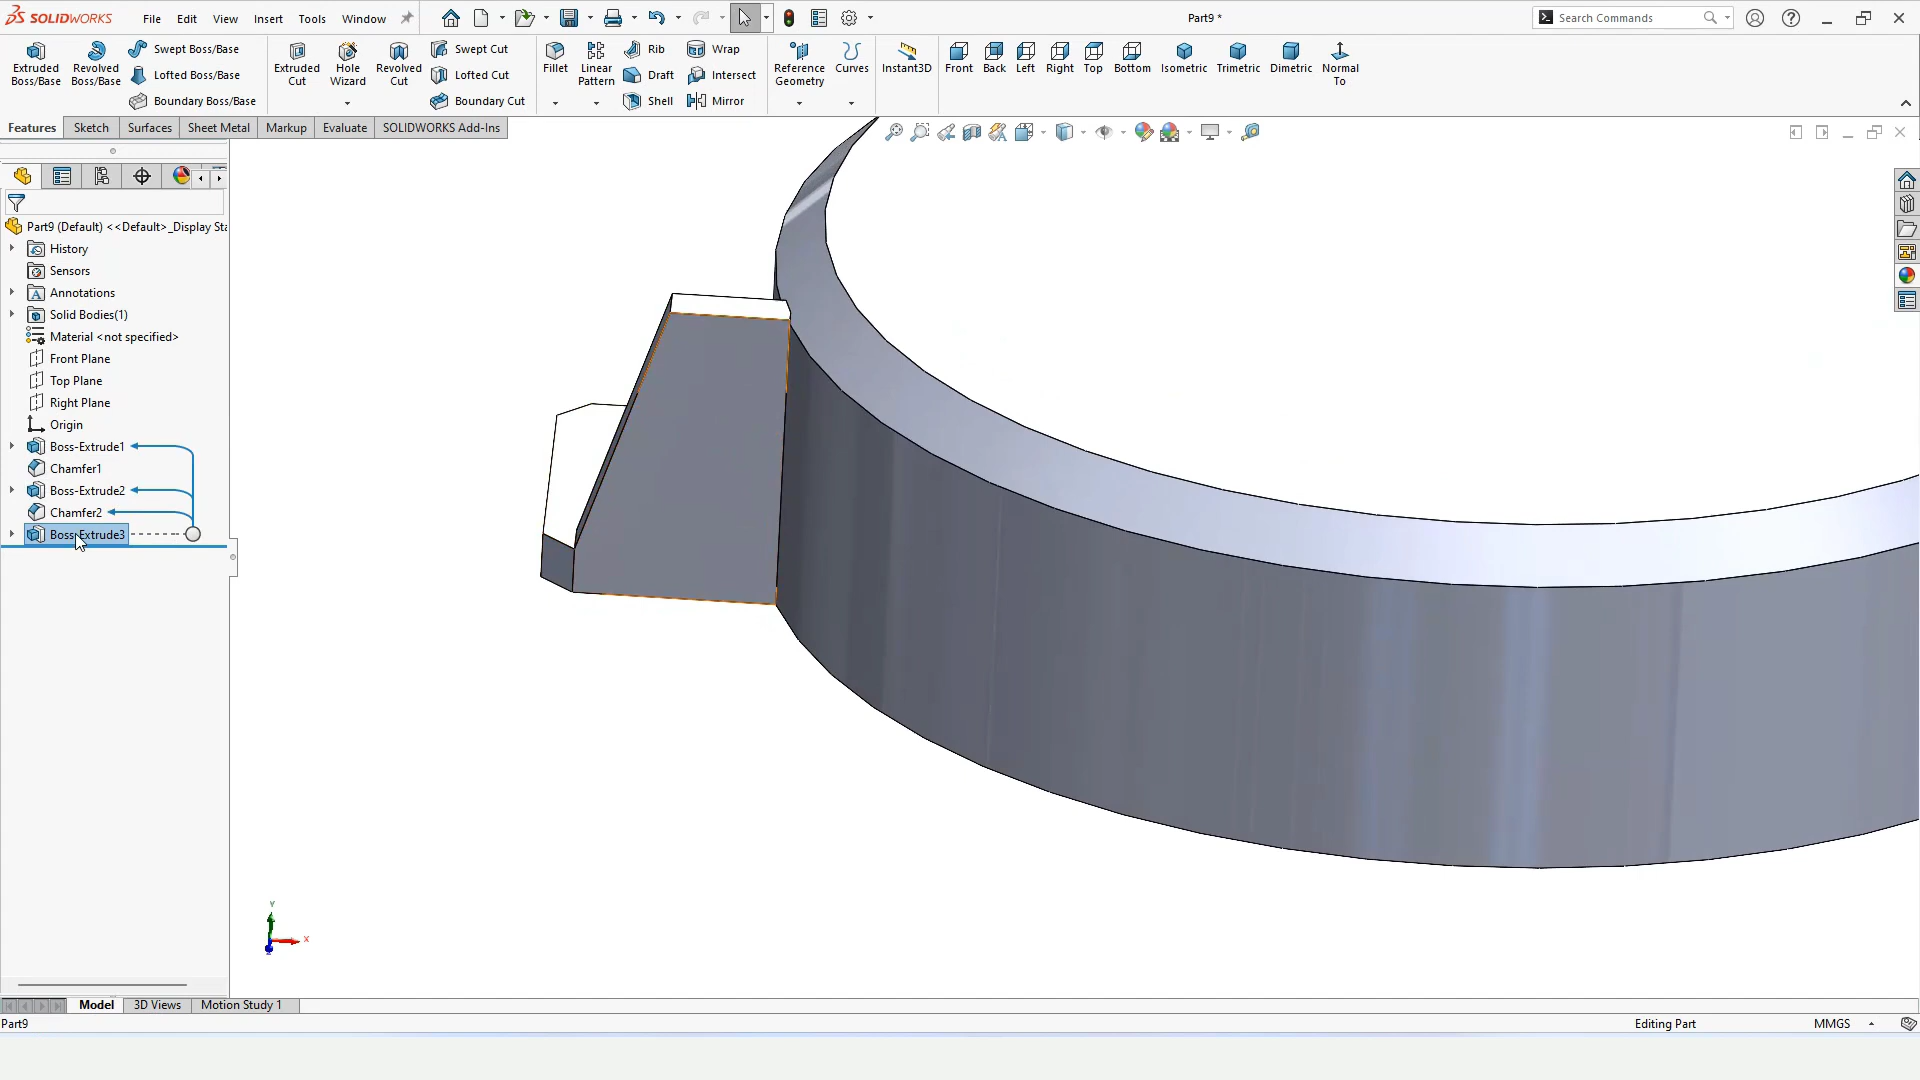 SOLIDWORKS File Edit View Insert Tools Window Part9 * Search Commands
Extruded Boss/Base
Revolved Boss/Base
Swept Boss/Base
Lofted Boss/Base
Boundary Boss/Base
Extruded Cut
Hole Wizard
Revolved Cut
Swept Cut
Lofted Cut
Boundary Cut
Fillet
Linear Pattern
Rib
Draft
Shell
Wrap
Intersect
Mirror
Reference Geometry
Curves
Instant3D
Front
Back
Left
Right
Top
Bottom
Isometric
Trimetric
Dimetric
Normal To
Features Sketch Surfaces Sheet Metal Markup Evaluate SOLIDWORKS Add-Ins
Part9 (Default) <<Default>_Display Sta
History
Sensors
Annotations
Solid Bodies(1)
Material <not specified>
Front Plane
Top Plane
Right Plane
Origin
Boss-Extrude1
Chamfer1
Boss-Extrude2
Chamfer2
Boss-Extrude3
Y
X
Model 3D Views Motion Study 1
Part9 Editing Part MMGS